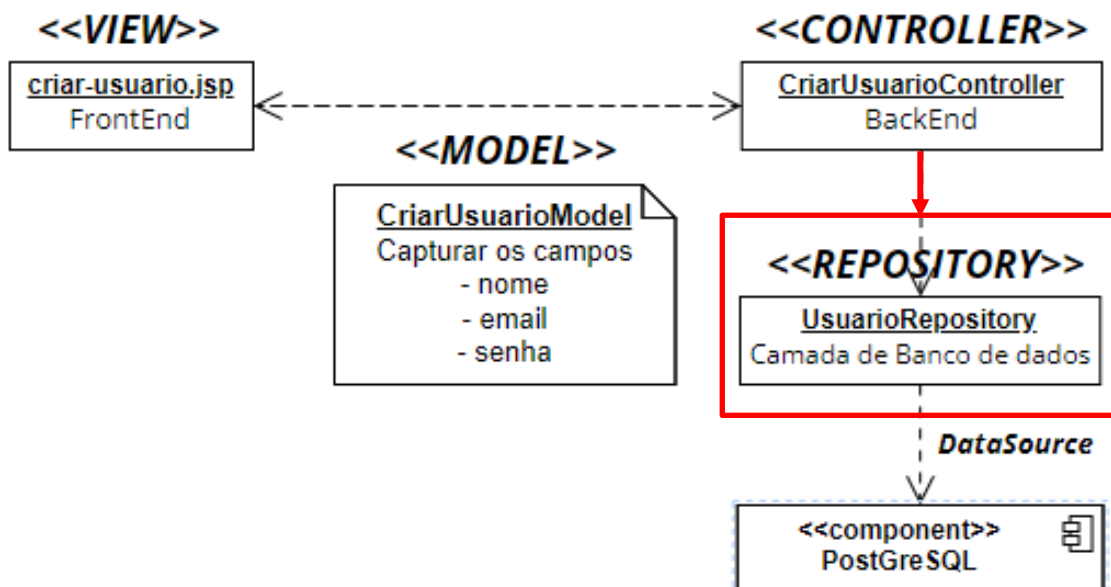 <<VIEW>>
criar-usuario.jsp
FrontEnd
<<CONTROLLER>>
CriarUsuarioController
BackEnd
<<MODEL>>
CriarUsuarioModel
Capturar os campos
- nome
- email
- senha
<<REPOSITORY>>
UsuarioRepository
Camada de Banco de dados
DataSource
<<component>>
PostGreSQL